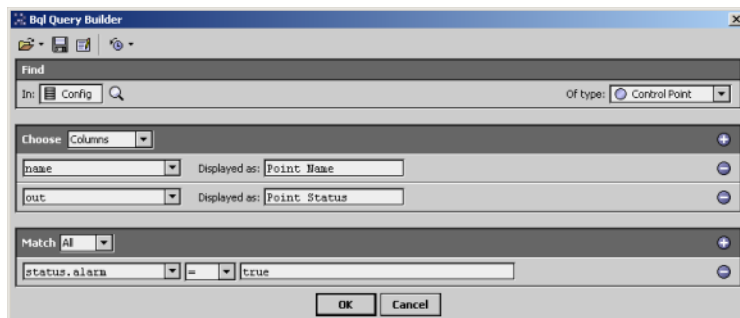 Bql Query Builder
Find
In: Config Of type: Control Point
Choose Columns
name Displayed as: Point Name
out Displayed as: Point Status
Match All
status.alarm = true
OK Cancel